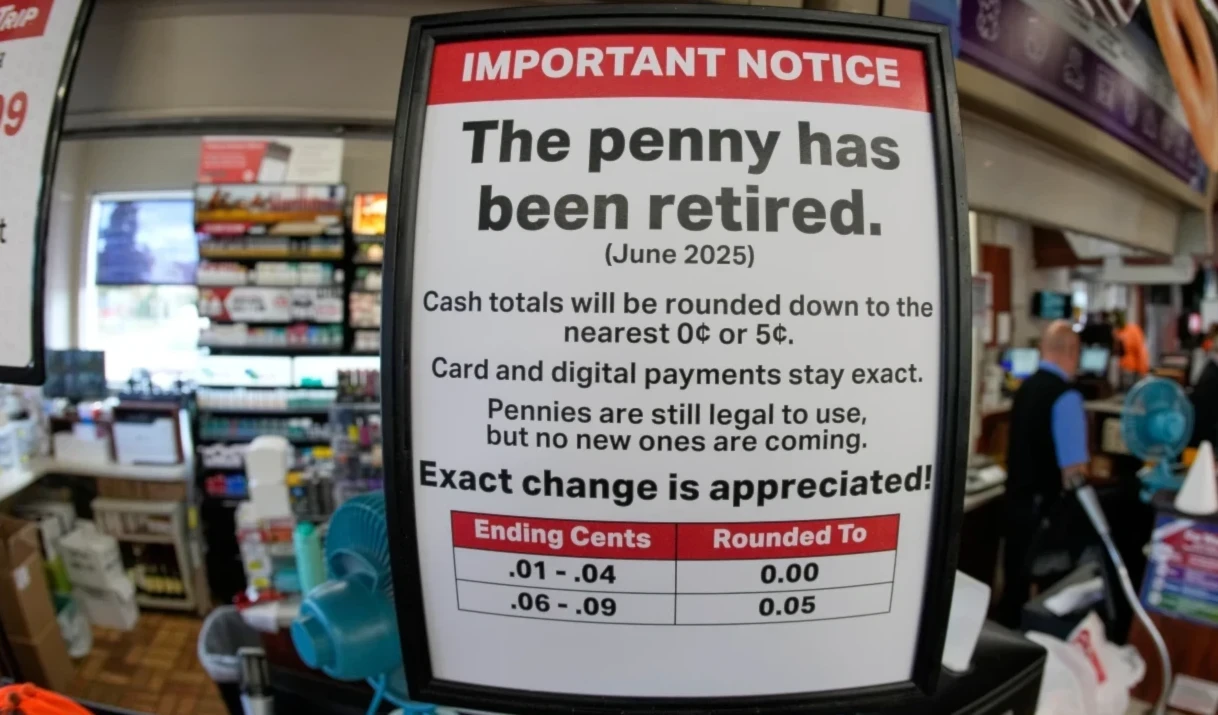 TRIP
99
t
IMPORTANT NOTICE
The penny has
been retired.
(June 2025)
Cash totals will be rounded down to the
nearest 0¢ or 5¢.
Card and digital payments stay exact.
Pennies are still legal to use,
but no new ones are coming.
Exact change is appreciated!
Ending Cents Rounded To
.01 - .04 0.00
.06 - .09 0.05